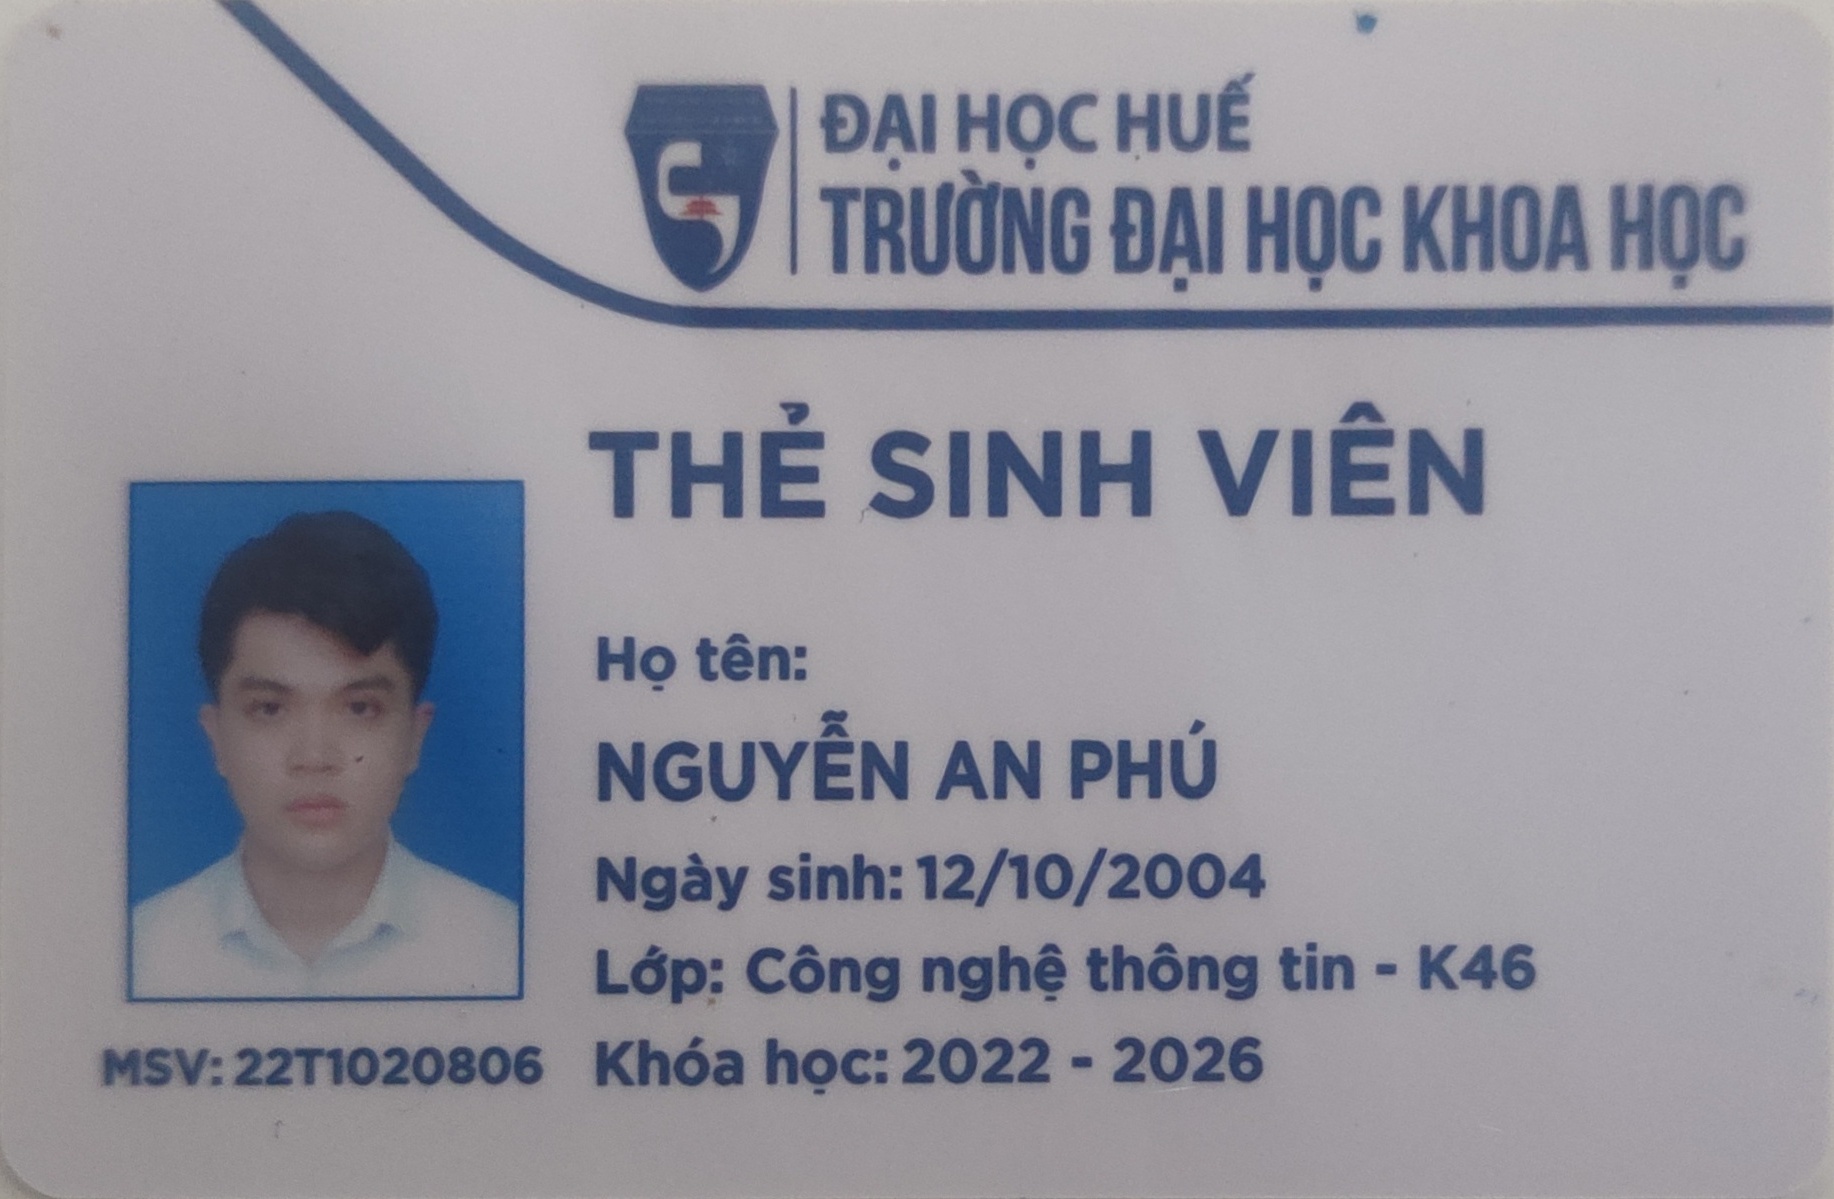 ĐẠI HỌC HUẾ
TRƯỜNG ĐẠI HỌC KHOA HỌC
THẺ SINH VIÊN
Họ tên:
NGUYỄN AN PHÚ
Ngày sinh: 12/10/2004
Lớp: Công nghệ thông tin - K46
Khóa học: 2022 - 2026
MSV: 22T1020806